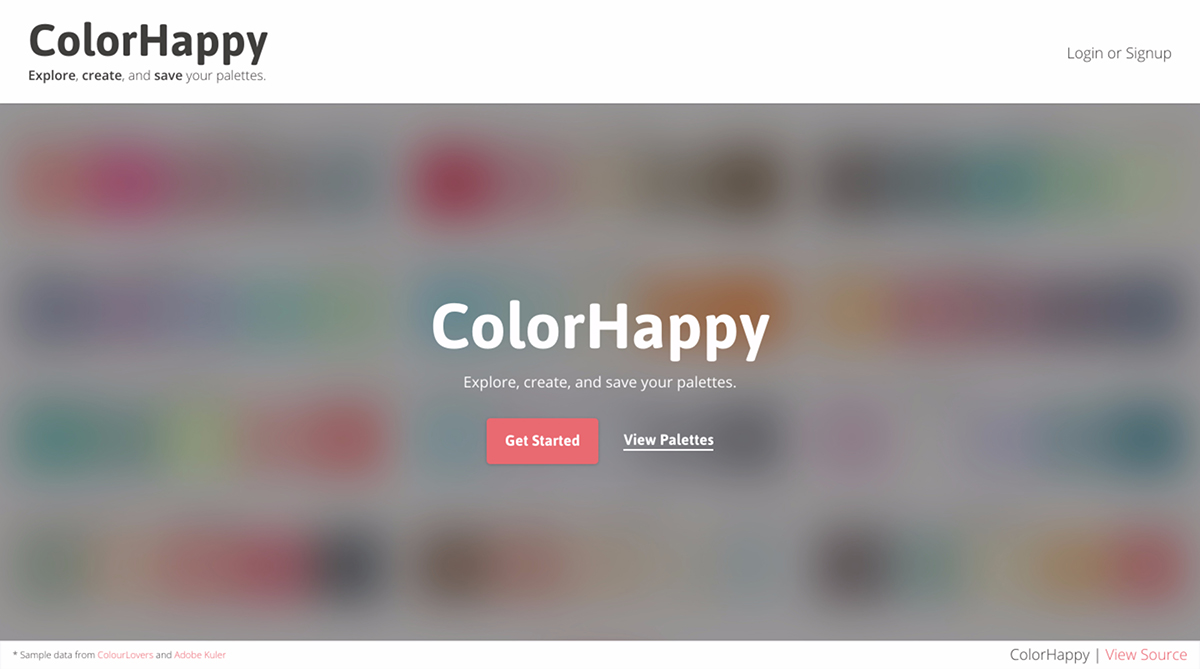 ColorHappy
Explore, create, and save your palettes.
Login or Signup
ColorHappy
Explore, create, and save your palettes.
Get Started
View Palettes
* Sample data from ColourLovers and Adobe Kuler
ColorHappy | View Source